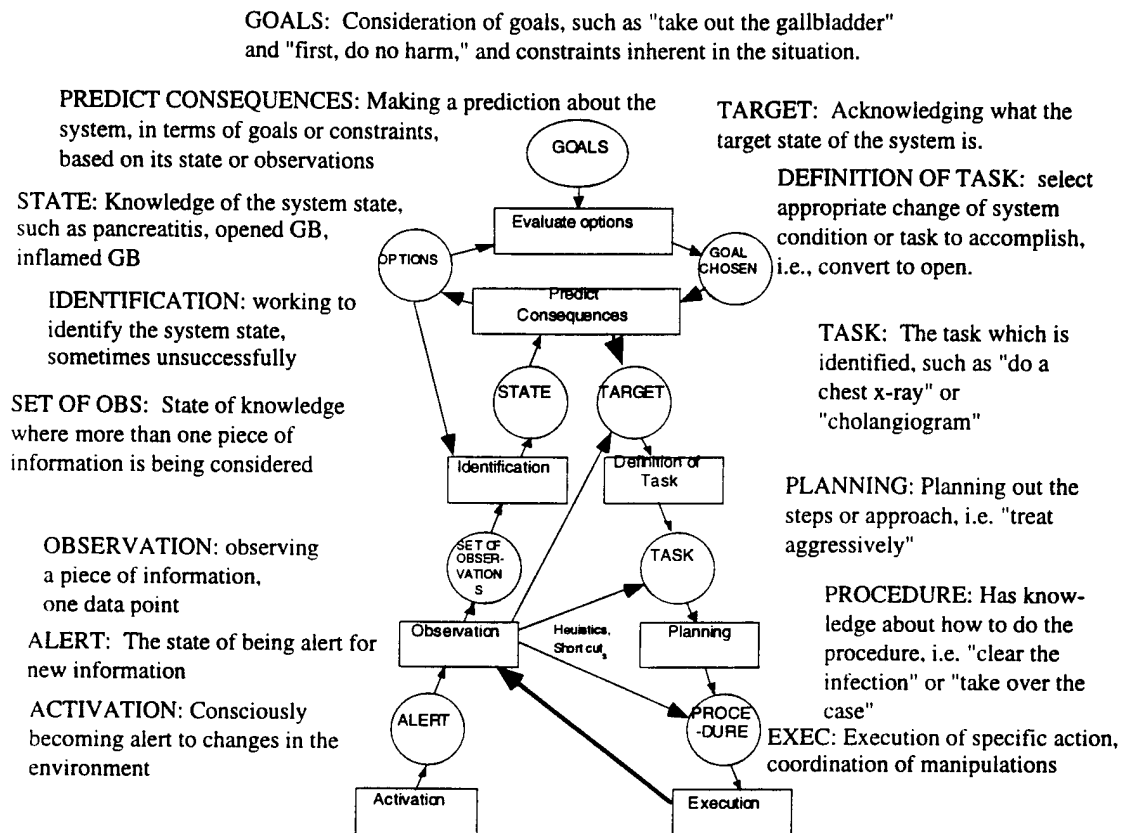 GOALS: Consideration of goals, such as "take out the gallbladder"
and "first, do no harm," and constraints inherent in the situation.
PREDICT CONSEQUENCES: Making a prediction about the
system, in terms of goals or constraints,
based on its state or observations
TARGET: Acknowledging what the
target state of the system is.
GOALS
STATE: Knowledge of the system state,
such as pancreatitis, opened GB,
inflamed GB
DEFINITION OF TASK: select
appropriate change of system
condition or task to accomplish,
i.e., convert to open.
Evaluate options
OPTIONS
GOAL
CHOSEN
Predict
Consequences
IDENTIFICATION: working to
identify the system state,
sometimes unsuccessfully
TASK: The task which is
identified, such as "do a
chest x-ray" or
"cholangiogram"
STATE
TARGET
SET OF OBS: State of knowledge
where more than one piece of
information is being considered
Identification
Definition of
Task
PLANNING: Planning out the
steps or approach, i.e. "treat
aggressively"
OBSERVATION: observing
a piece of information,
one data point
SET OF
OBSER-
VATION
S
TASK
PROCEDURE: Has know-
ledge about how to do the
procedure, i.e. "clear the
infection" or "take over the
case"
ALERT: The state of being alert for
new information
Observation
Heuristics,
Short cuts
Planning
ACTIVATION: Consciously
becoming alert to changes in the
environment
ALERT
PROCE
-DURE
EXEC: Execution of specific action,
coordination of manipulations
Activation
Execution